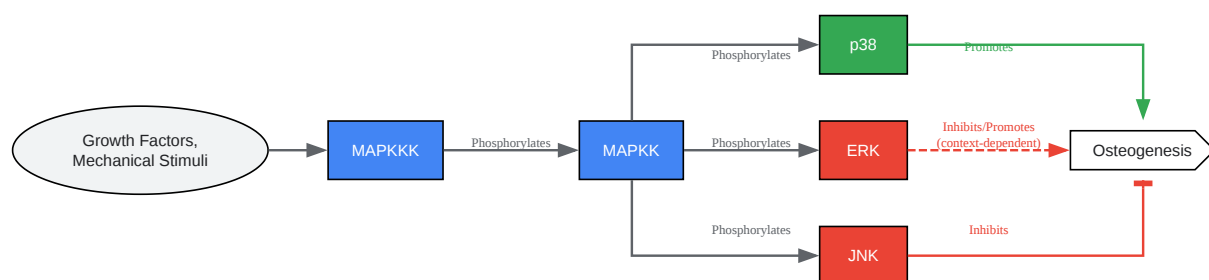 Growth Factors,
Mechanical Stimuli
MAPKKK
Phosphorylates
MAPKK
Phosphorylates
p38
Promotes
Phosphorylates
ERK
Inhibits/Promotes
(context-dependent)
Osteogenesis
Phosphorylates
JNK
Inhibits